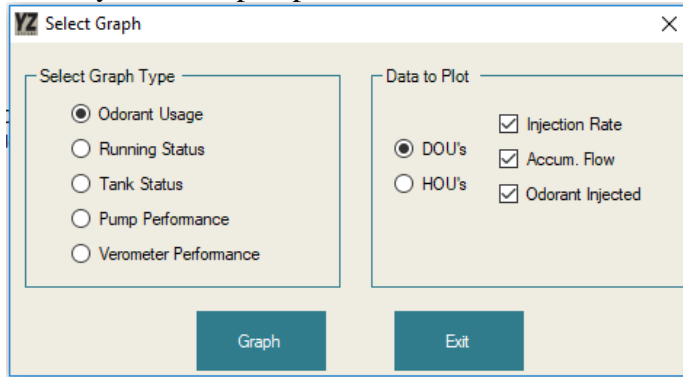 YZ Select Graph
Select Graph Type
Odorant Usage
Running Status
Tank Status
Pump Performance
Verometer Performance
Data to Plot
DOU's
HOU's
Injection Rate
Accum. Flow
Odorant Injected
Graph
Exit